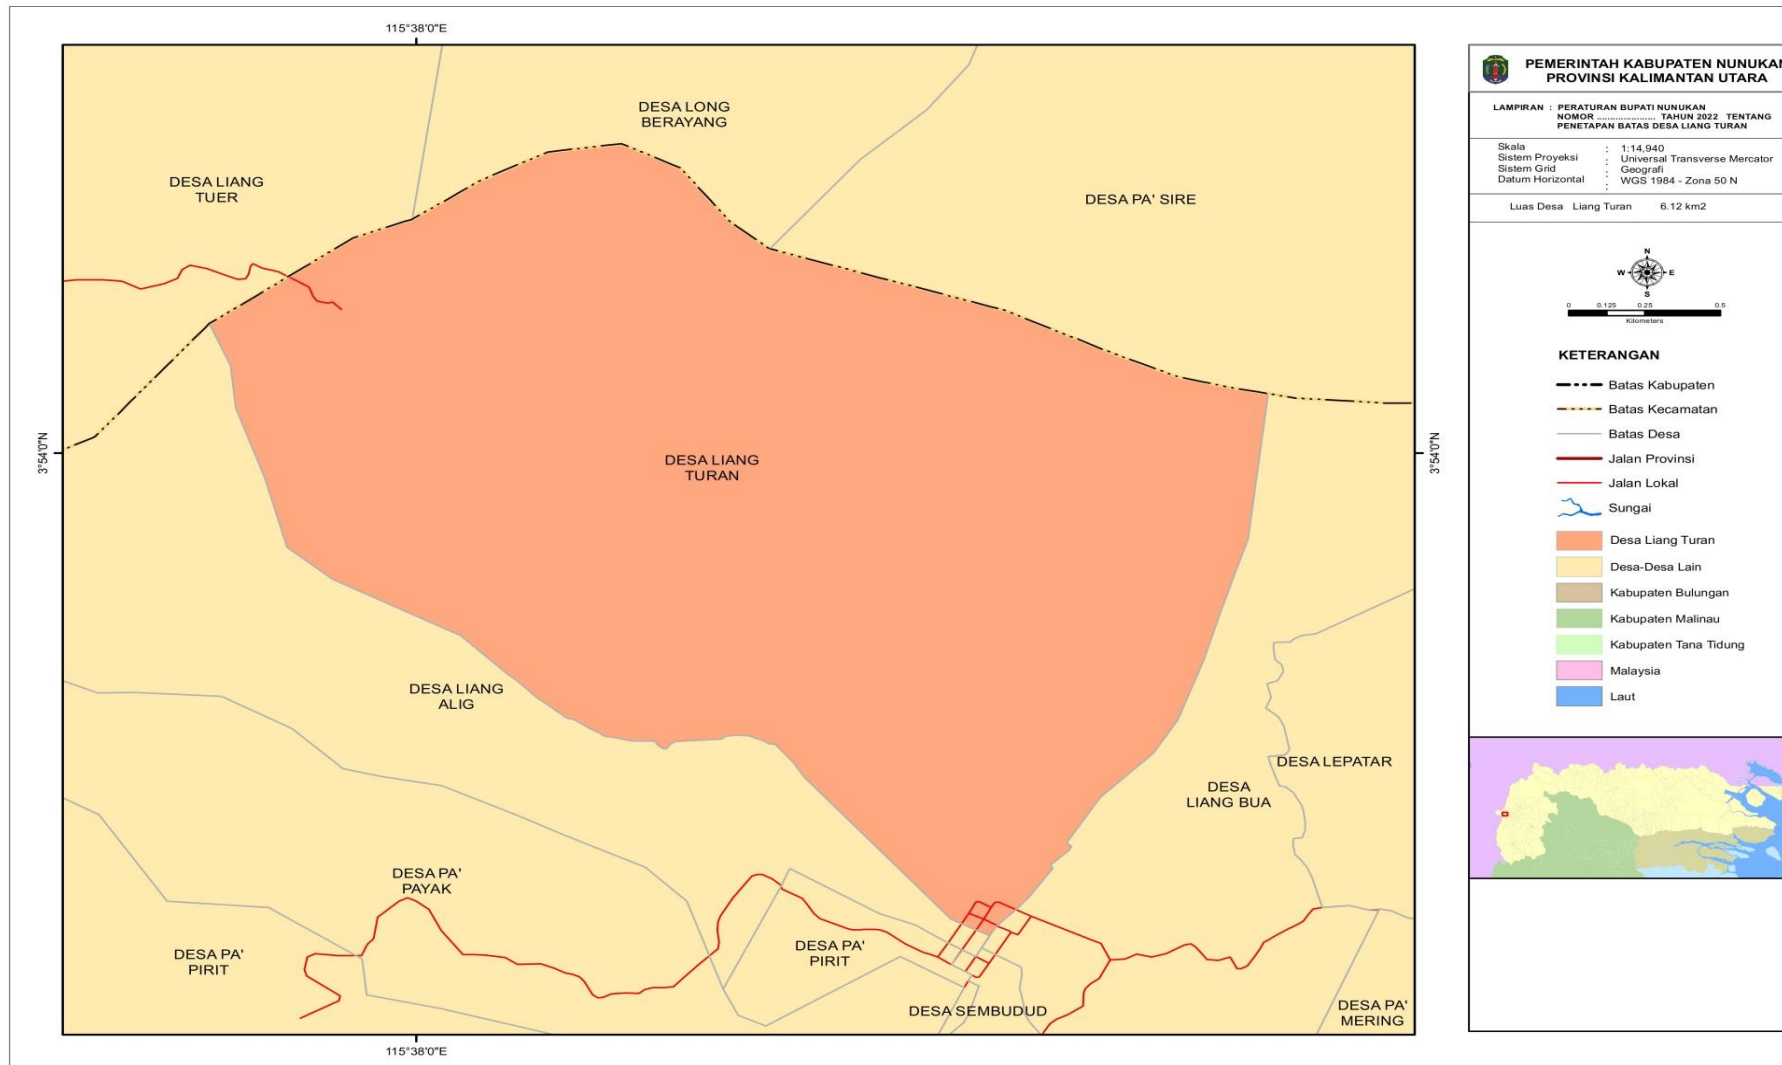 115°38'0"E
DESA LONG
BERAYANG
DESA LIANG
TUER
DESA PA' SIRE
3°54'0"N
DESA LIANG
TURAN
3°54'0"N
DESA LIANG
ALIG
DESA LEPATAR
DESA
LIANG BUA
DESA PA'
PAYAK
DESA PA'
PIRIT
DESA PA'
PIRIT
DESA SEMBUDUD
DESA PA'
MERING
115°38'0"E
PEMERINTAH KABUPATEN NUNUKAN
PROVINSI KALIMANTAN UTARA
LAMPIRAN : PERATURAN BUPATI NUNUKAN
NOMOR ...................... TAHUN 2022 TENTANG
PENETAPAN BATAS DESA LIANG TURAN
Skala : 1:14,940
Sistem Proyeksi : Universal Transverse Mercator
Sistem Grid : Geografi
Datum Horizontal : WGS 1984 - Zona 50 N
:
Luas Desa Liang Turan 6.12 km2
N
W E
S
0 0.125 0.25 0.5
Kilometers
KETERANGAN
Batas Kabupaten
Batas Kecamatan
Batas Desa
Jalan Provinsi
Jalan Lokal
Sungai
Desa Liang Turan
Desa-Desa Lain
Kabupaten Bulungan
Kabupaten Malinau
Kabupaten Tana Tidung
Malaysia
Laut